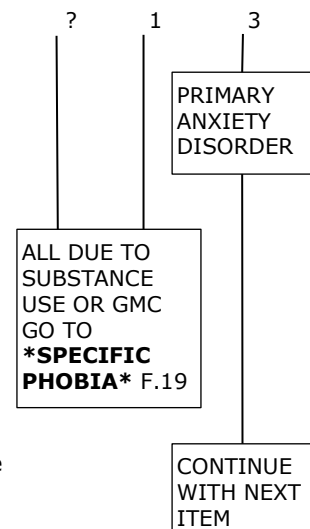 ? 1 3
PRIMARY
ANXIETY
DISORDER
ALL DUE TO
SUBSTANCE
USE OR GMC
GO TO
*SPECIFIC
PHOBIA* F.19
e
CONTINUE
WITH NEXT
ITEM